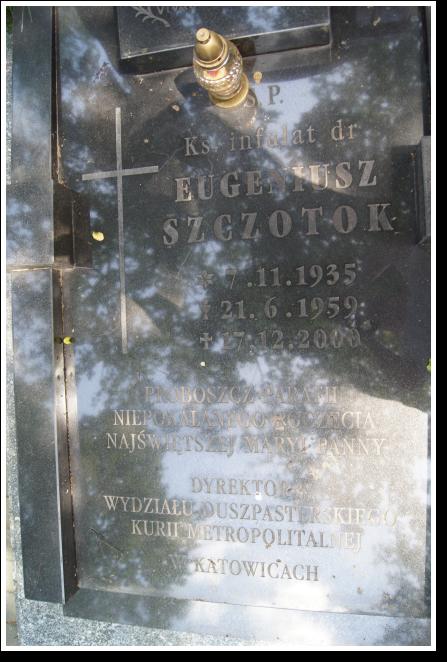 Ś P.
Ks. infułat dr
EUGENIUSZ
SZCZOTOK
* 7.11.1935
† 21.6.1959
✝ 17.12.2000
PROBOSZCZ PARAFII
NIEPOKALANEGO POCZĘCIA
NAJŚWIĘTSZEJ MARYI PANNY
DYREKTOR
WYDZIAŁU DUSZPASTERSKIEGO
KURII METROPOLITALNEJ
W KATOWICACH